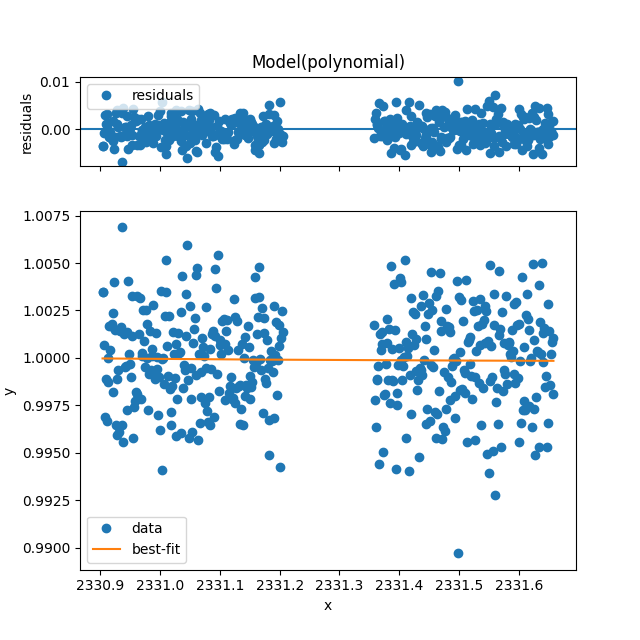 Model(polynomial)
0.01
0.00
residuals
residuals
1.0075
1.0050
1.0025
1.0000
0.9975
0.9950
0.9925
0.9900
y
data
best-fit
2330.9 2331.0 2331.1 2331.2 2331.3 2331.4 2331.5 2331.6
x